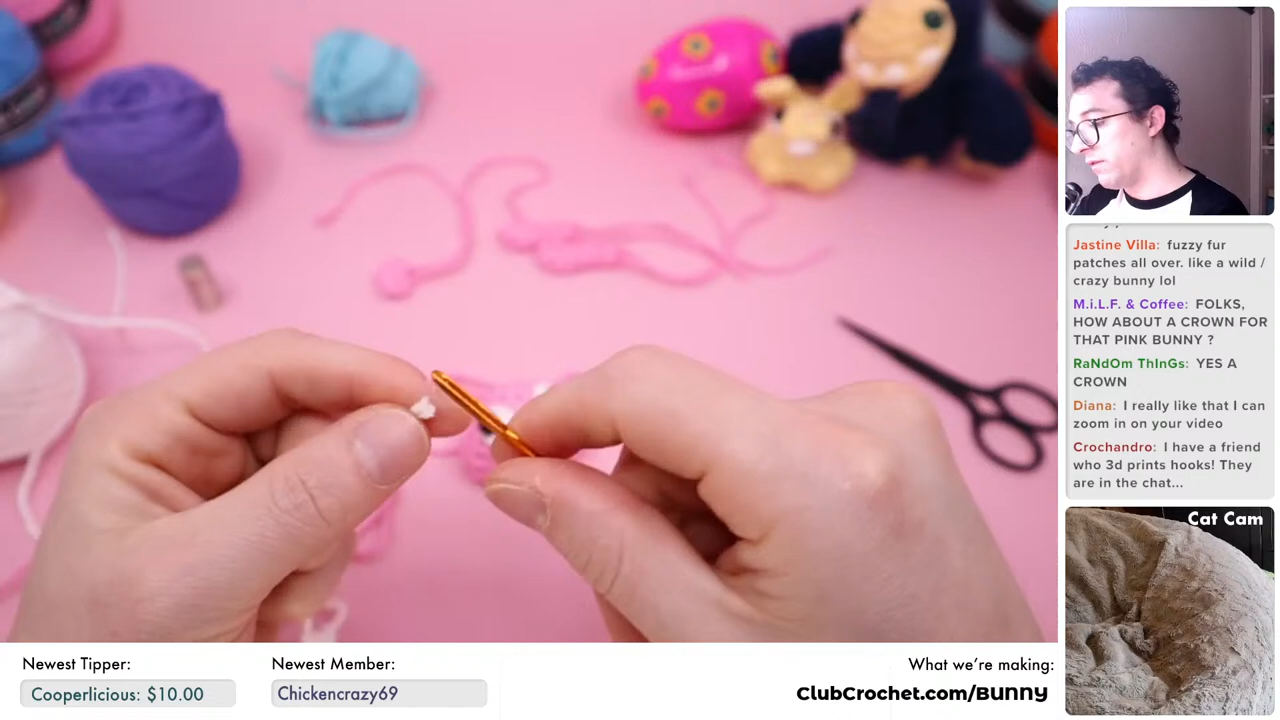 Jastine Villa: fuzzy fur
patches all over. like a wild /
crazy bunny lol
M.i.L.F. & Coffee: FOLKS,
HOW ABOUT A CROWN FOR
THAT PINK BUNNY ?
RaNdOm ThInGs: YES A
CROWN
Diana: I really like that I can
zoom in on your video
Crochandro: I have a friend
who 3d prints hooks! They
are in the chat...
Cat Cam
Newest Tipper:
Cooperlicious: $10.00
Newest Member:
Chickencrazy69
What we're making:
ClubCrochet.com/BUNNY